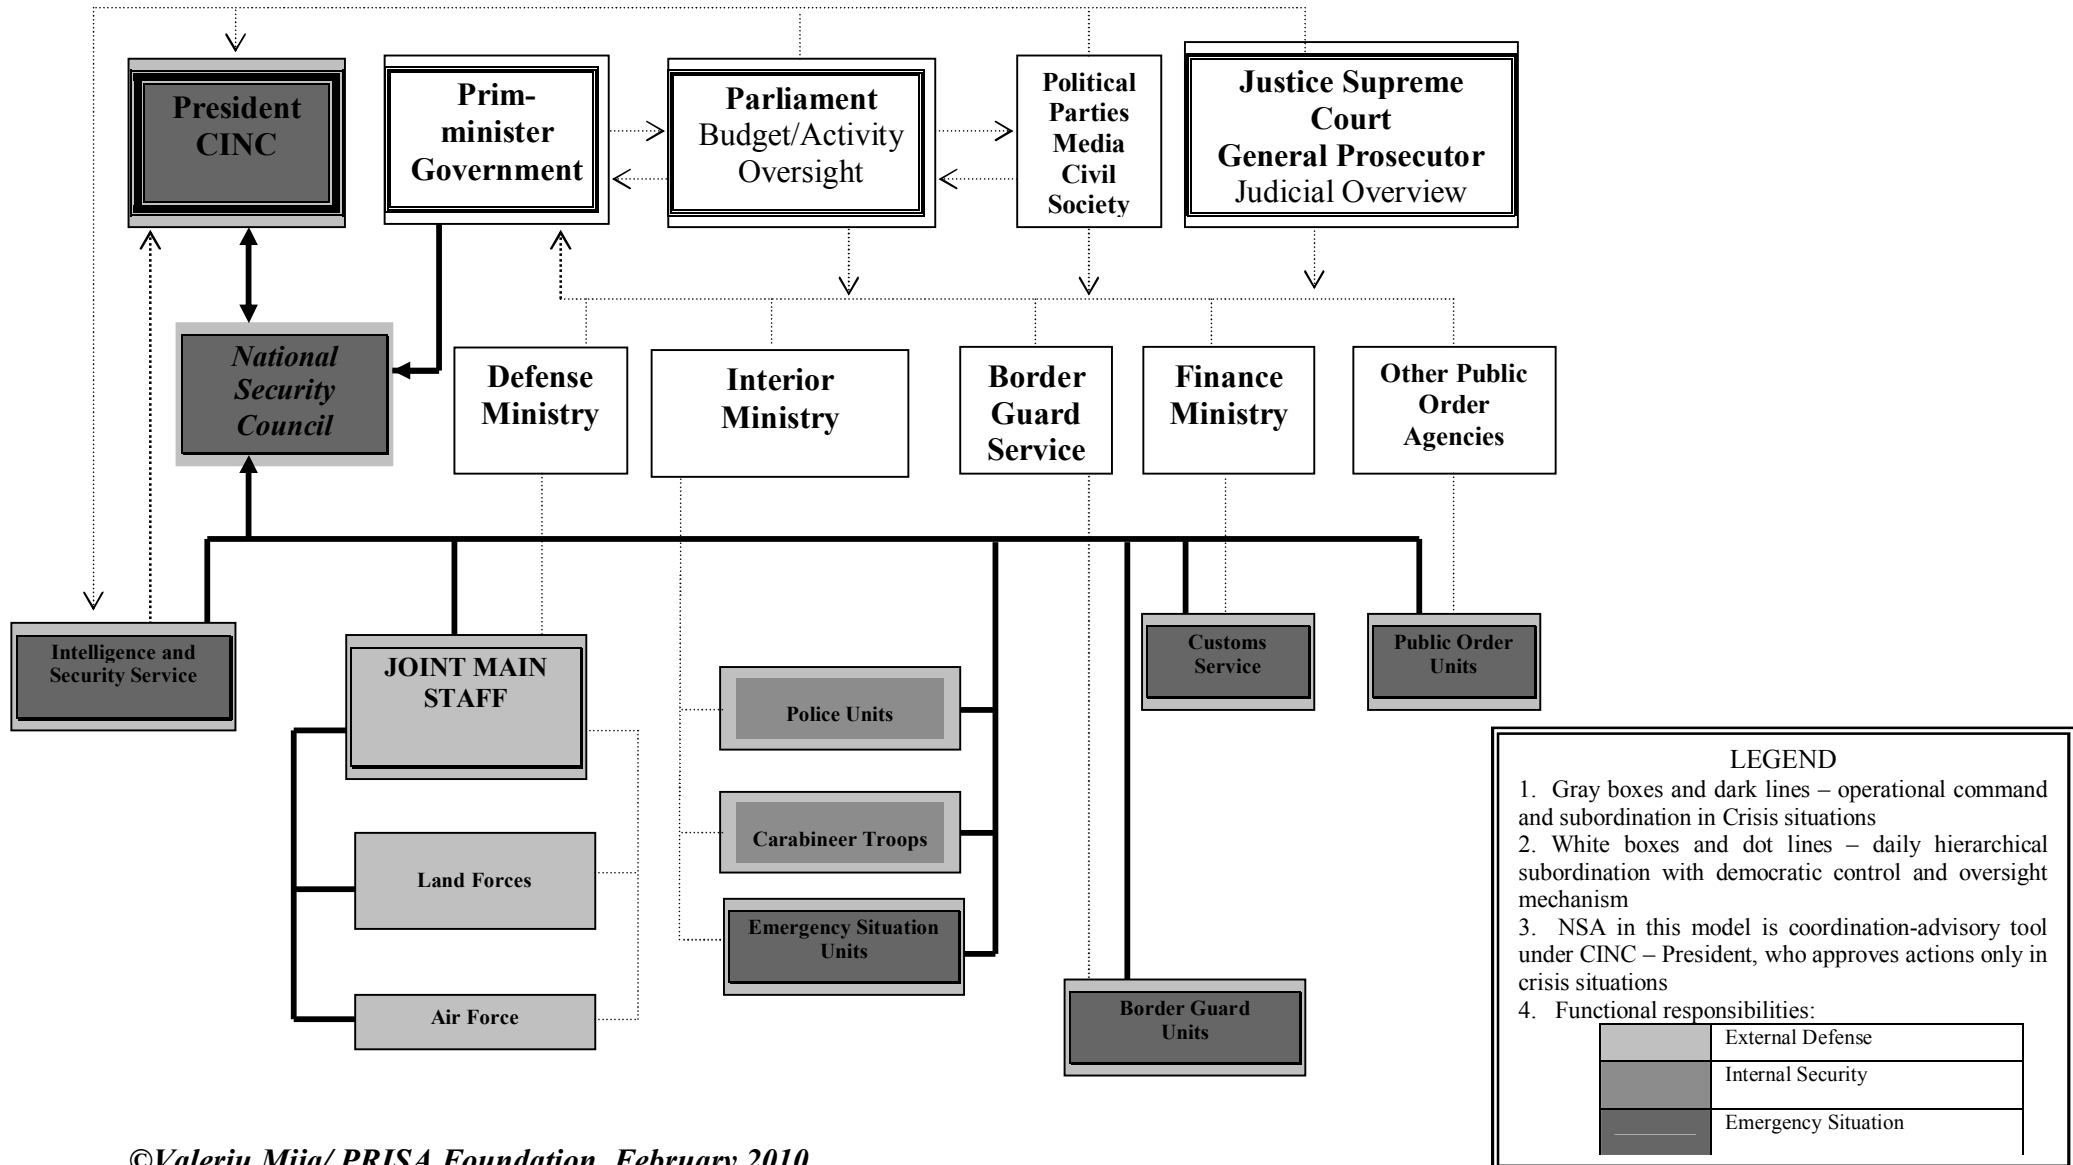 President
CINC
Prim-
minister
Government
Parliament
Budget/Activity
Oversight
Political
Parties
Media
Civil
Society
Justice Supreme
Court
General Prosecutor
Judicial Overview
National
Security
Council
Defense
Ministry
Interior
Ministry
Border
Guard
Service
Finance
Ministry
Other Public
Order
Agencies
Intelligence and
Security Service
JOINT MAIN
STAFF
Land Forces
Air Force
Police Units
Carabineer Troops
Emergency Situation
Units
Border Guard
Units
Customs
Service
Public Order
Units
LEGEND
1. Gray boxes and dark lines – operational command
and subordination in Crisis situations
2. White boxes and dot lines – daily hierarchical
subordination with democratic control and oversight
mechanism
3. NSA in this model is coordination-advisory tool
under CINC – President, who approves actions only in
crisis situations
4. Functional responsibilities:
External Defense
Internal Security
Emergency Situation
©Valeriu Mija/ PRISA Foundation, February 2010